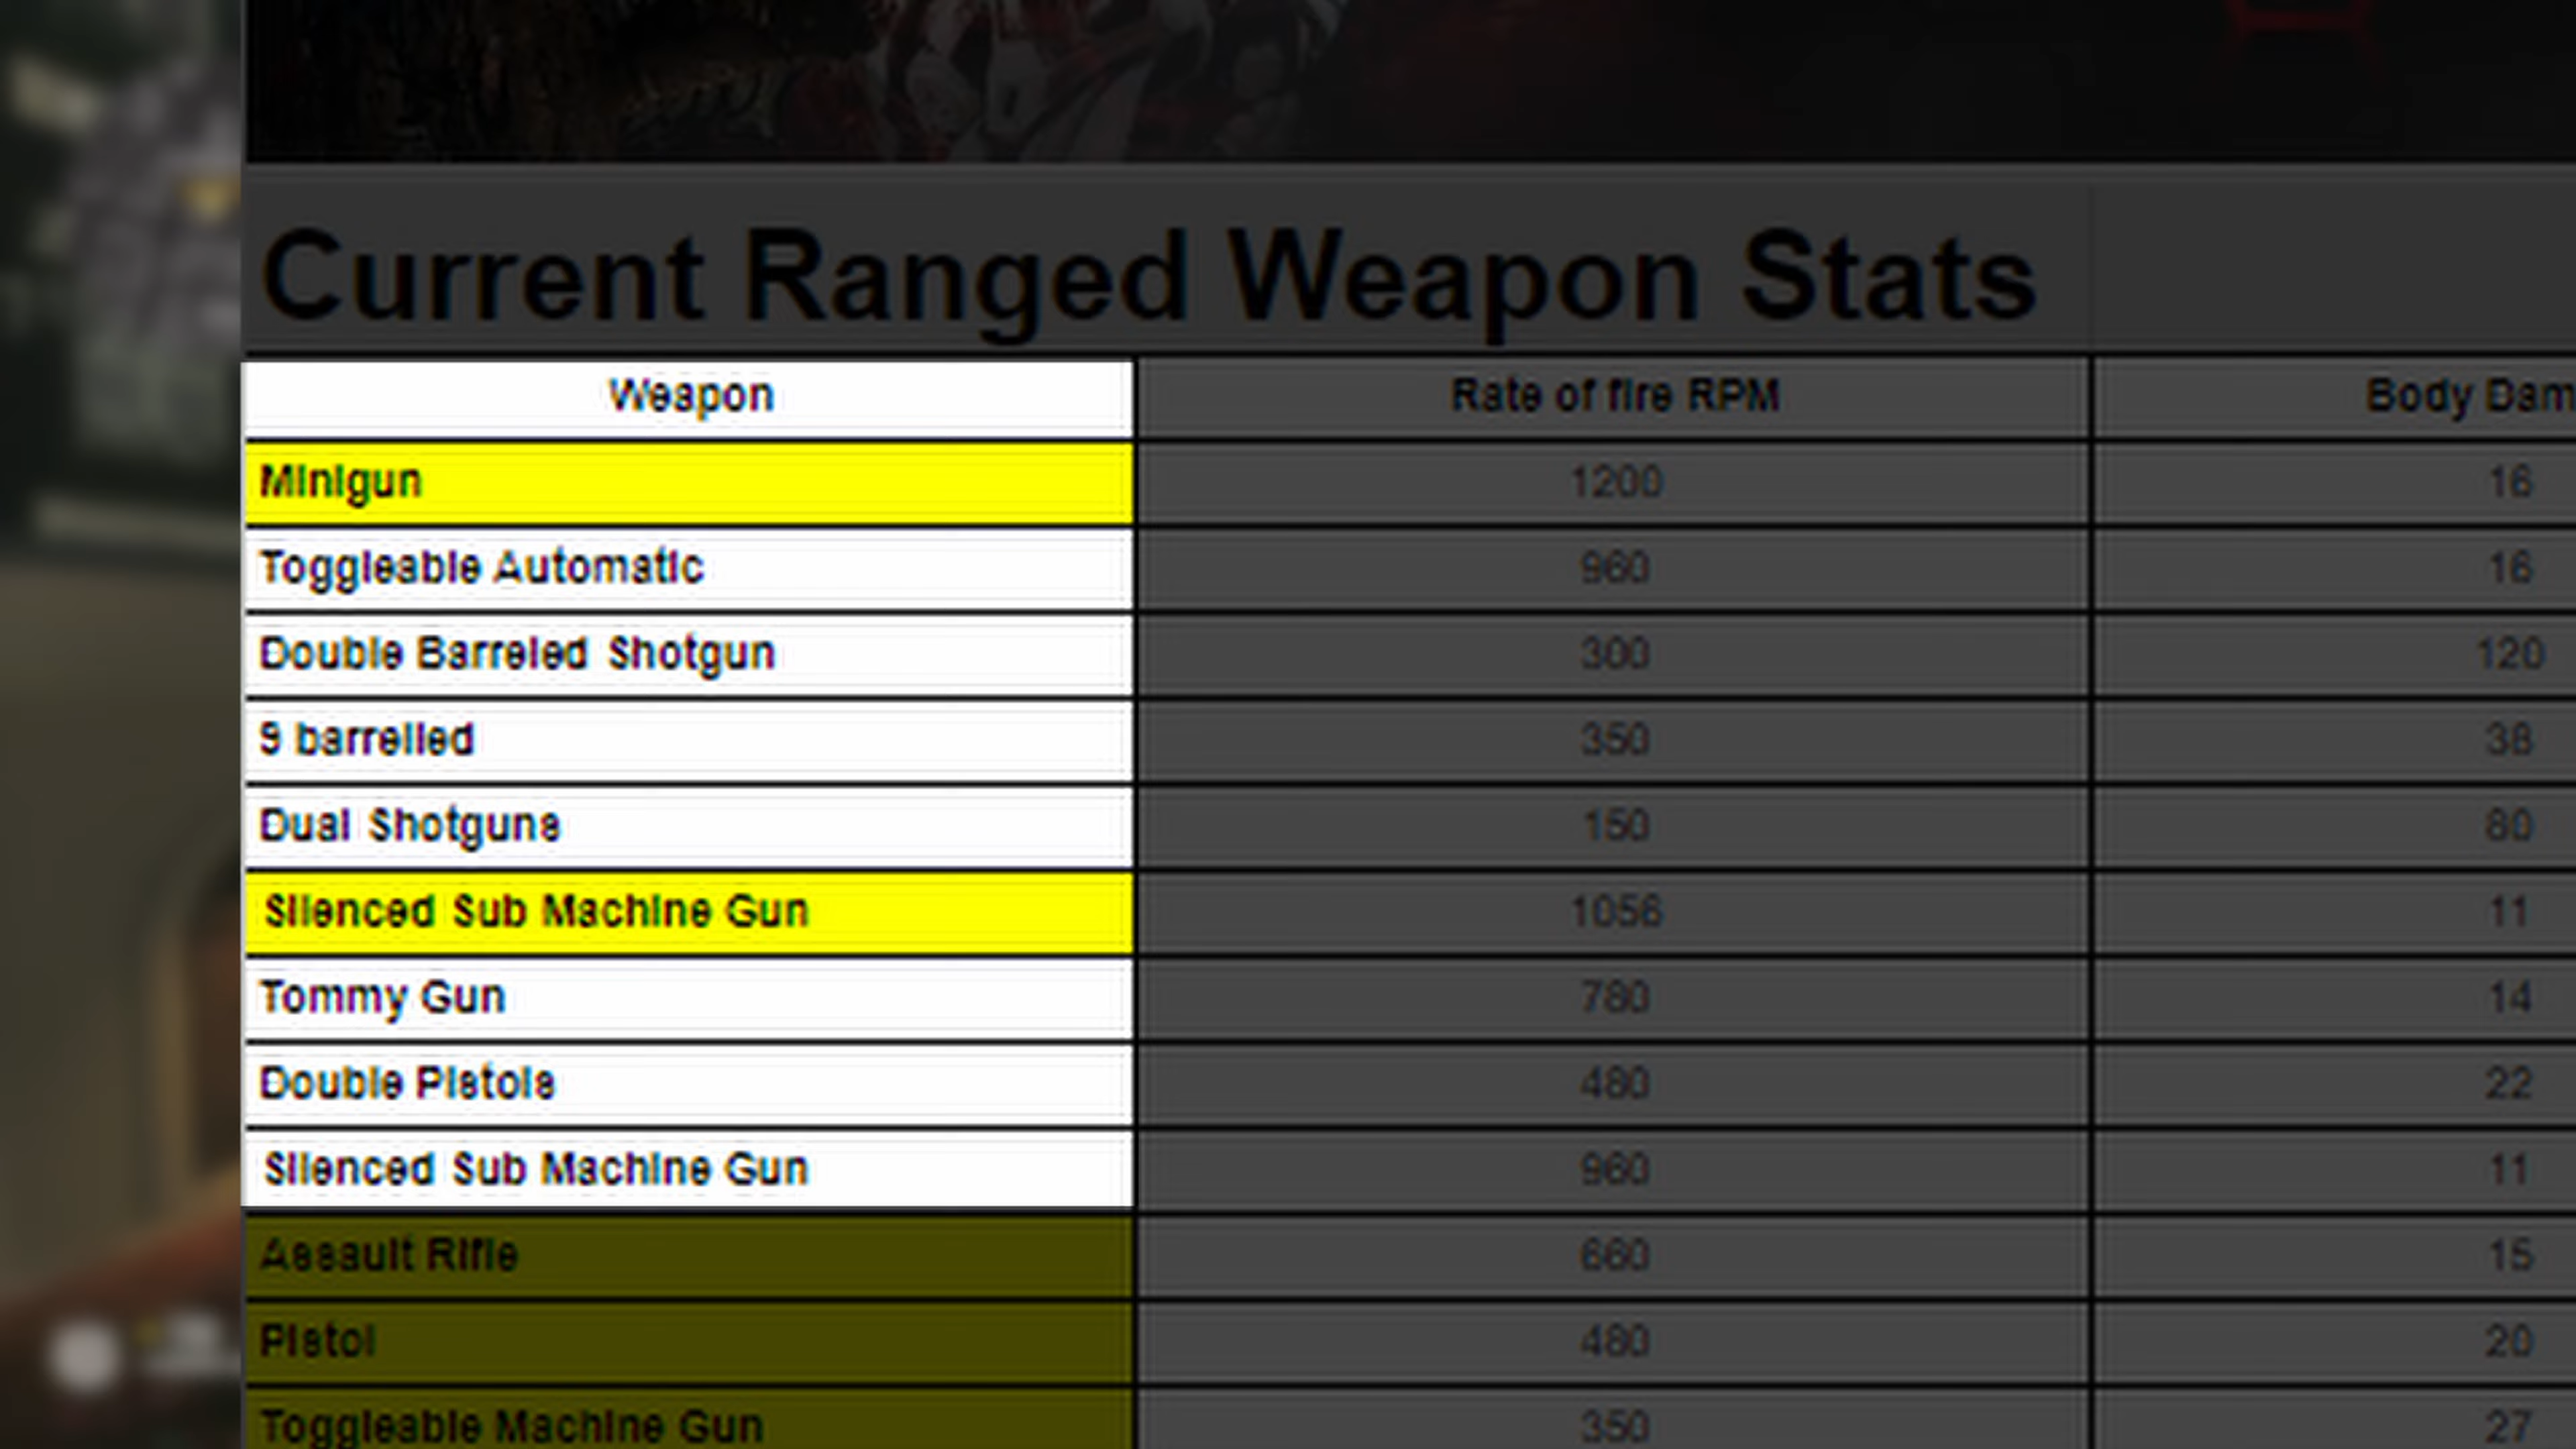 Current Ranged Weapon Stats
Weapon Rate of fire RPM Body Dam
Minigun 1200 16
Toggleable Automatic 960 16
Double Barreled Shotgun 300 120
9 barrelled 350 38
Dual Shotguns 150 80
Silenced Sub Machine Gun 1056 11
Tommy Gun 780 14
Double Pistols 480 22
Silenced Sub Machine Gun 960 11
Assault Rifle 660 15
Pistol 480 20
Toggleable Machine Gun 350 27